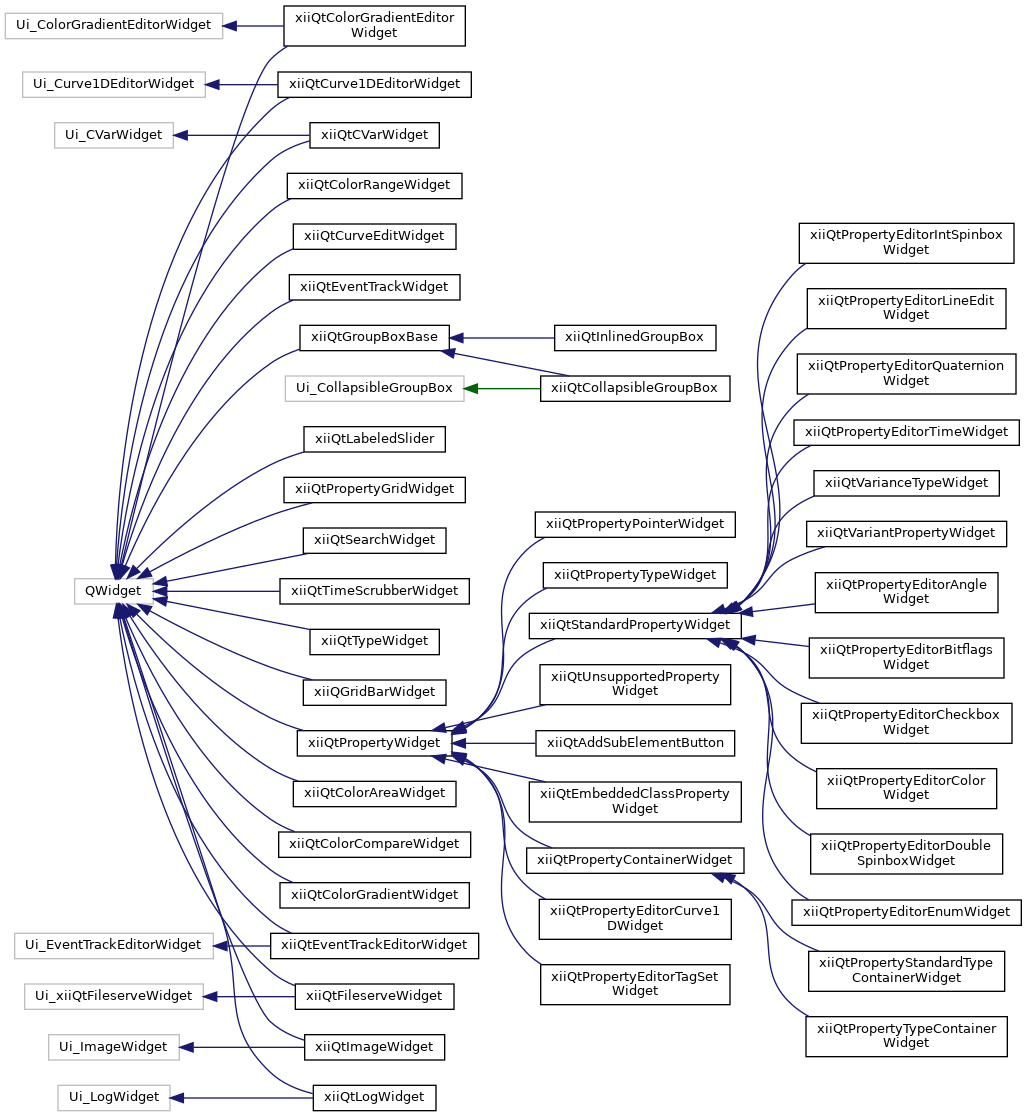 Ui_ColorGradientEditorWidget
xiiQtColorGradientEditor
Widget
Ui_Curve1DEditorWidget
xiiQtCurve1DEditorWidget
Ui_CVarWidget
xiiQtCVarWidget
xiiQtColorRangeWidget
xiiQtCurveEditWidget
xiiQtEventTrackWidget
xiiQtGroupBoxBase
xiiQtInlinedGroupBox
Ui_CollapsibleGroupBox
xiiQtCollapsibleGroupBox
xiiQtLabeledSlider
xiiQtPropertyGridWidget
xiiQtSearchWidget
QWidget
xiiQtTimeScrubberWidget
xiiQtTypeWidget
xiiQGridBarWidget
xiiQtPropertyWidget
xiiQtColorAreaWidget
xiiQtColorCompareWidget
xiiQtColorGradientWidget
Ui_EventTrackEditorWidget
xiiQtEventTrackEditorWidget
Ui_xiiQtFileserveWidget
xiiQtFileserveWidget
Ui_ImageWidget
xiiQtImageWidget
Ui_LogWidget
xiiQtLogWidget
xiiQtPropertyPointerWidget
xiiQtPropertyTypeWidget
xiiQtStandardPropertyWidget
xiiQtUnsupportedProperty
Widget
xiiQtAddSubElementButton
xiiQtEmbeddedClassProperty
Widget
xiiQtPropertyContainerWidget
xiiQtPropertyEditorCurve1
DWidget
xiiQtPropertyEditorTagSet
Widget
xiiQtPropertyEditorIntSpinbox
Widget
xiiQtPropertyEditorLineEdit
Widget
xiiQtPropertyEditorQuaternion
Widget
xiiQtPropertyEditorTimeWidget
xiiQtVarianceTypeWidget
xiiQtVariantPropertyWidget
xiiQtPropertyEditorAngle
Widget
xiiQtPropertyEditorBitflags
Widget
xiiQtPropertyEditorCheckbox
Widget
xiiQtPropertyEditorColor
Widget
xiiQtPropertyEditorDouble
SpinboxWidget
xiiQtPropertyEditorEnumWidget
xiiQtPropertyStandardType
ContainerWidget
xiiQtPropertyTypeContainer
Widget